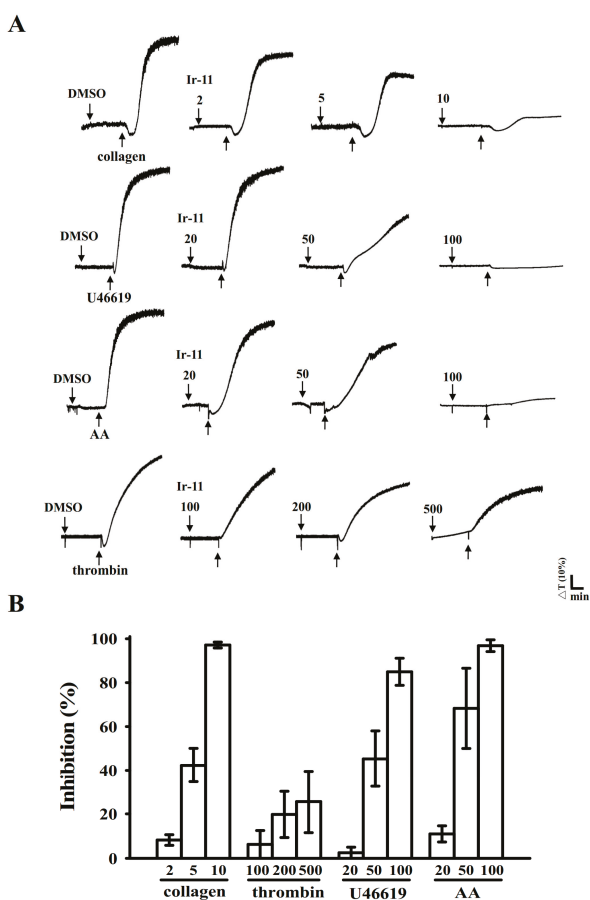 A
DMSO
Ir-11
2
5
10
collagen
DMSO
Ir-11
20
50
100
U46619
DMSO
Ir-11
20
50
100
AA
DMSO
Ir-11
100
200
500
thrombin
△T (10%)
min
B
Inhibition (%)
100
80
60
40
20
0
2 5 10 100 200 500 20 50 100 20 50 100
collagen thrombin U46619 AA